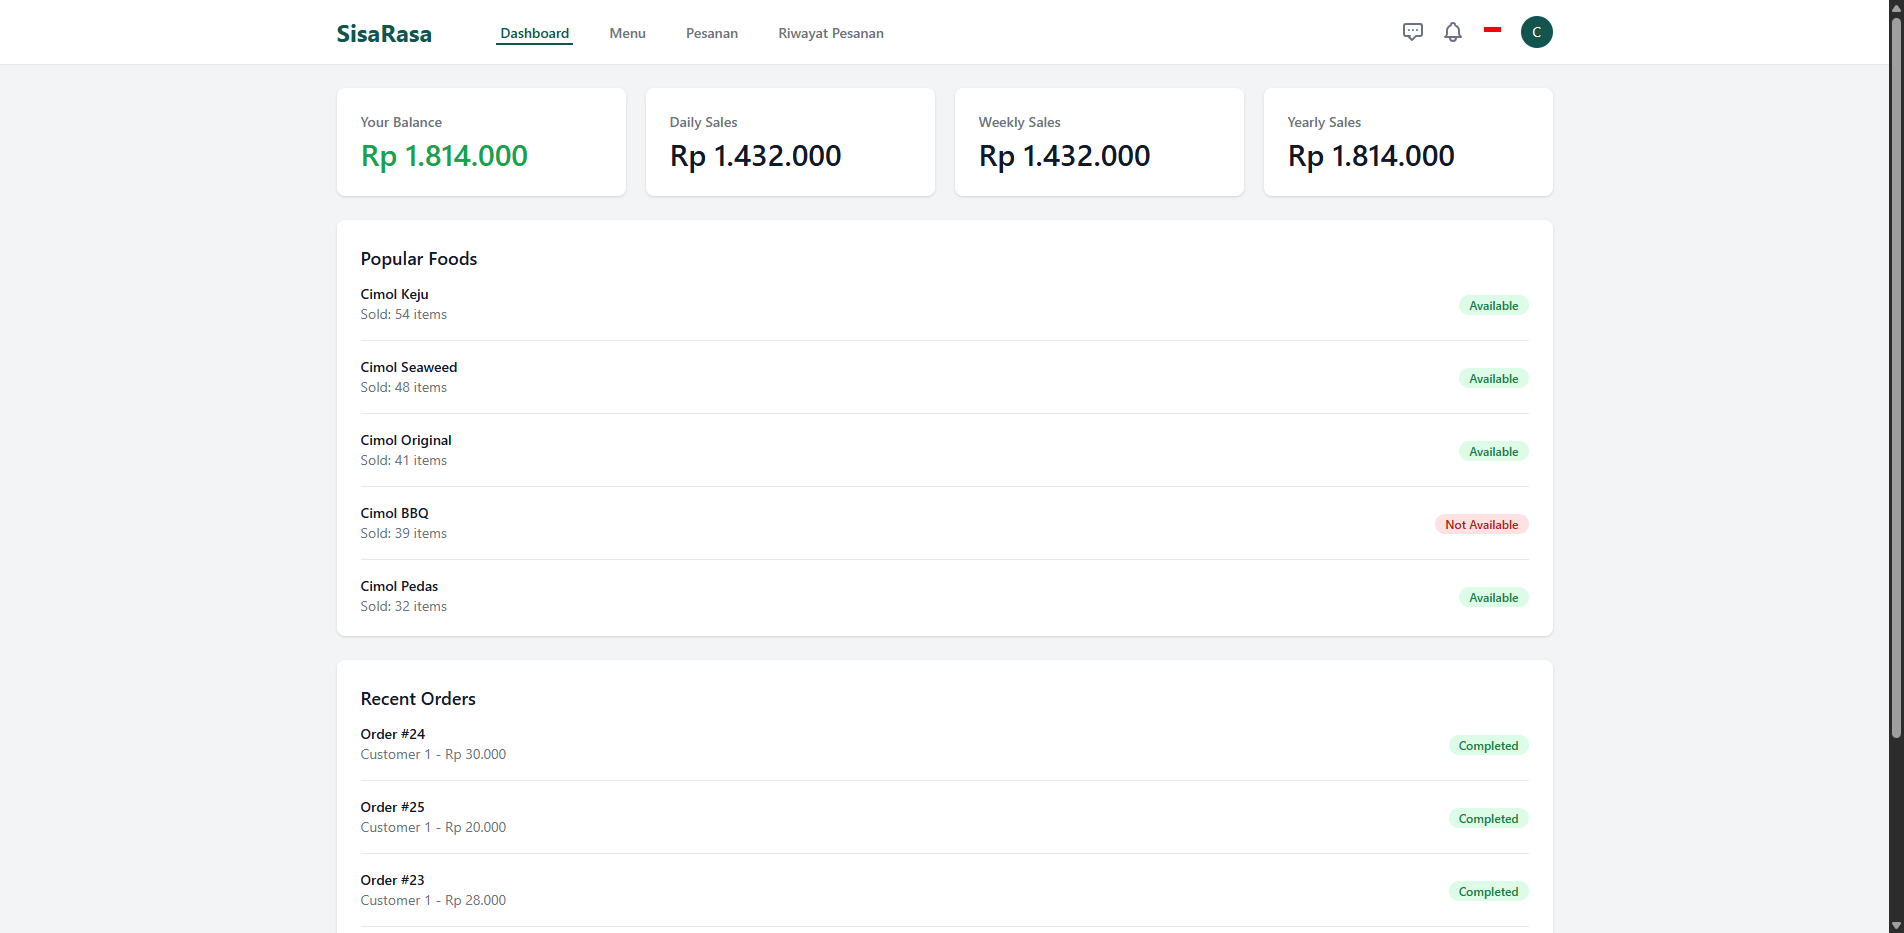 SisaRasa
Dashboard
Menu
Pesanan
Riwayat Pesanan
C
Your Balance
Rp 1.814.000
Daily Sales
Rp 1.432.000
Weekly Sales
Rp 1.432.000
Yearly Sales
Rp 1.814.000
Popular Foods
Cimol Keju
Sold: 54 items
Available
Cimol Seaweed
Sold: 48 items
Available
Cimol Original
Sold: 41 items
Available
Cimol BBQ
Sold: 39 items
Not Available
Cimol Pedas
Sold: 32 items
Available
Recent Orders
Order #24
Customer 1 - Rp 30.000
Completed
Order #25
Customer 1 - Rp 20.000
Completed
Order #23
Customer 1 - Rp 28.000
Completed